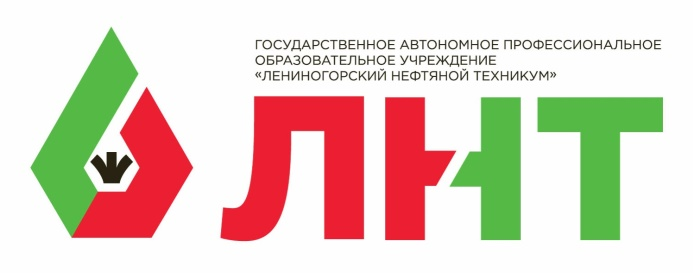 ГОСУДАРСТВЕННОЕ АВТОНОМНОЕ ПРОФЕССИОНАЛЬНОЕ
ОБРАЗОВАТЕЛЬНОЕ УЧРЕЖДЕНИЕ
«ЛЕНИНОГОРСКИЙ НЕФТЯНОЙ ТЕХНИКУМ»
ЛНТ